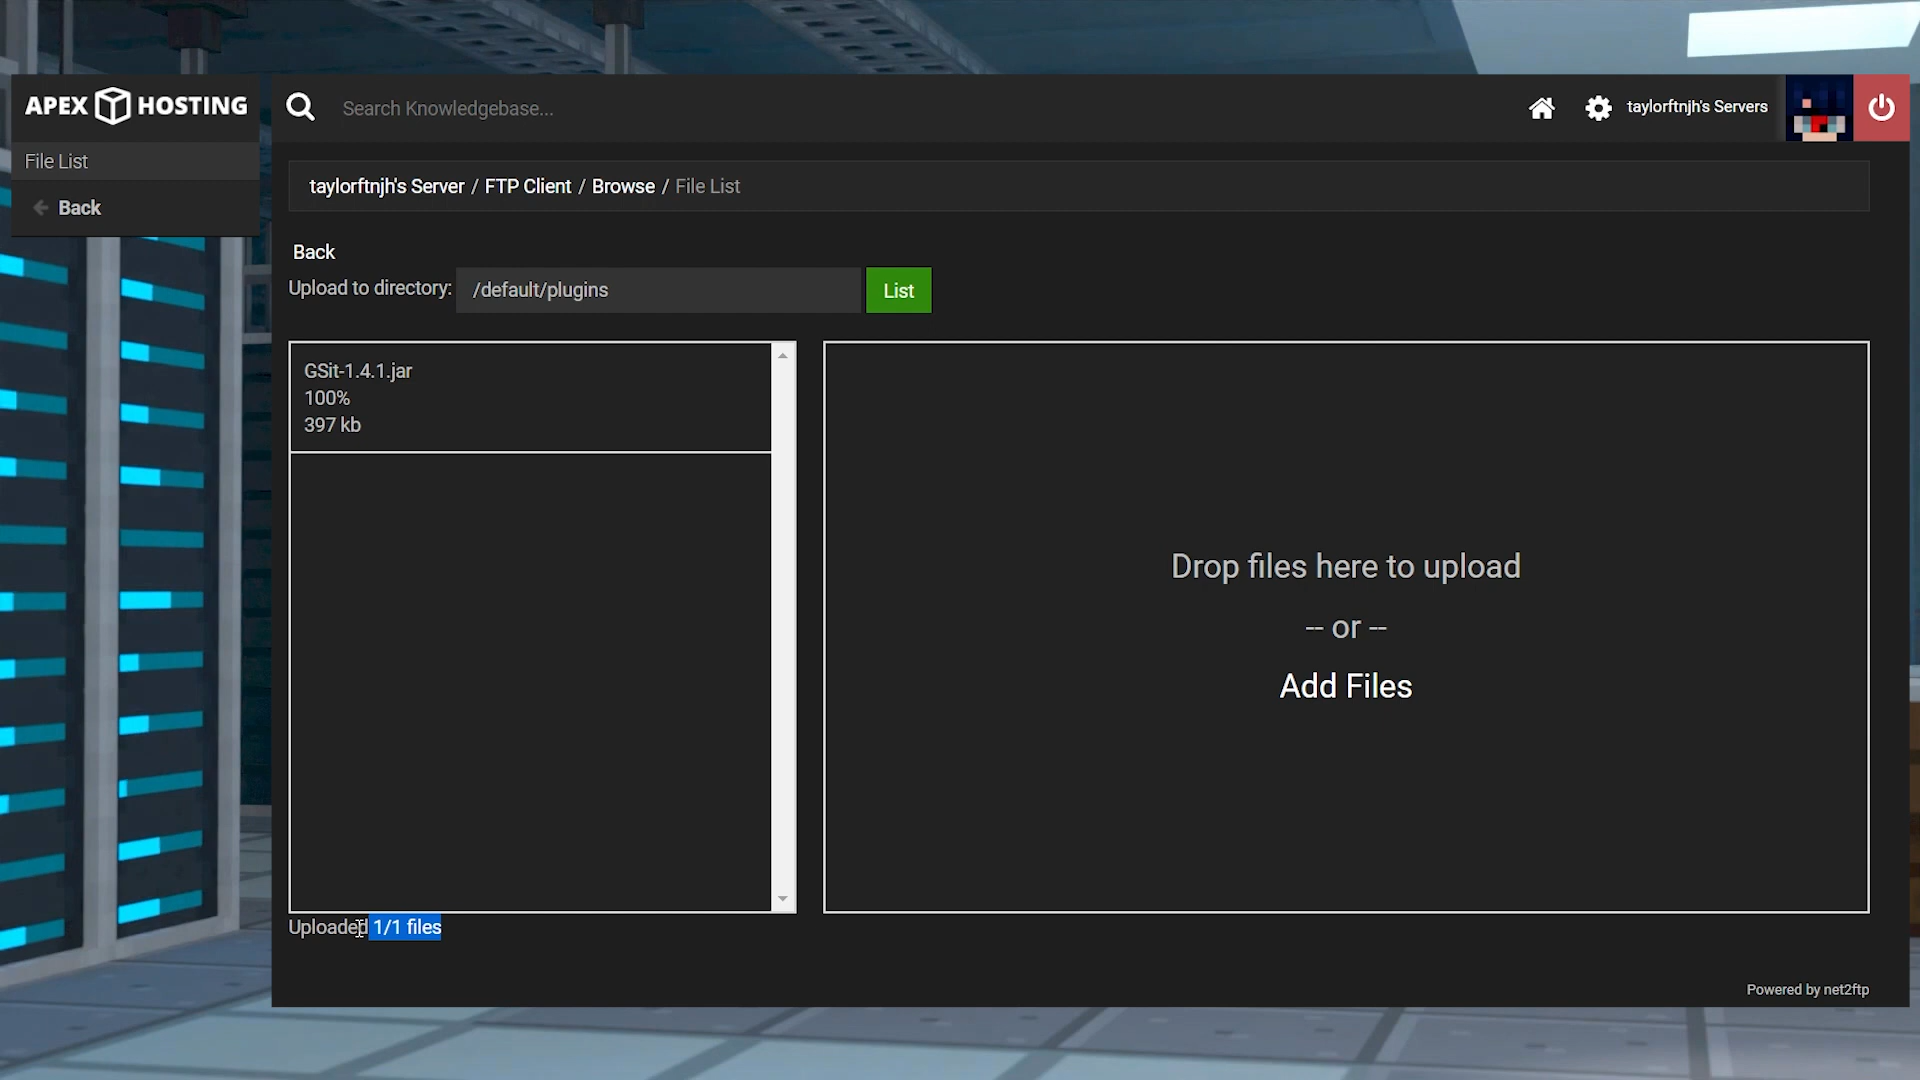 APEX HOSTING
Search Knowledgebase...
taylorftnjh's Servers
File List
Back
taylorftnjh's Server / FTP Client / Browse / File List
Back
Upload to directory: /default/plugins List
GSit-1.4.1.jar
100%
397 kb
Drop files here to upload
-- or --
Add Files
Uploaded 1/1 files
Powered by net2ftp